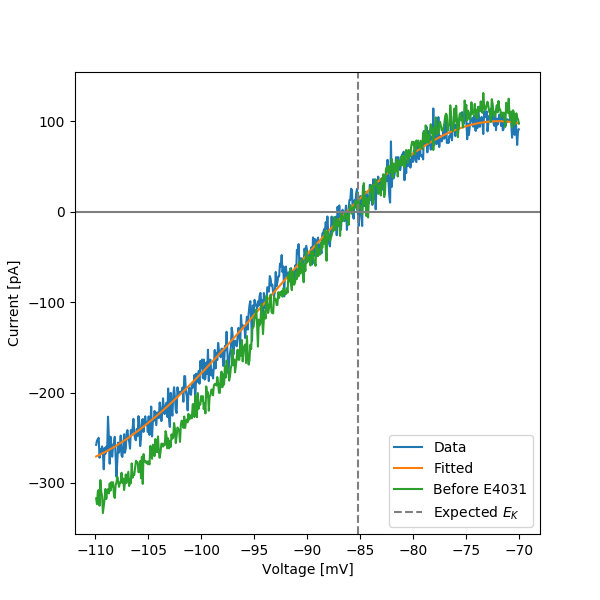 100
0
−100
−200
−300
Current [pA]
Data
Fitted
Before E4031
Expected $E_K$
−110 −105 −100 −95 −90 −85 −80 −75 −70
Voltage [mV]